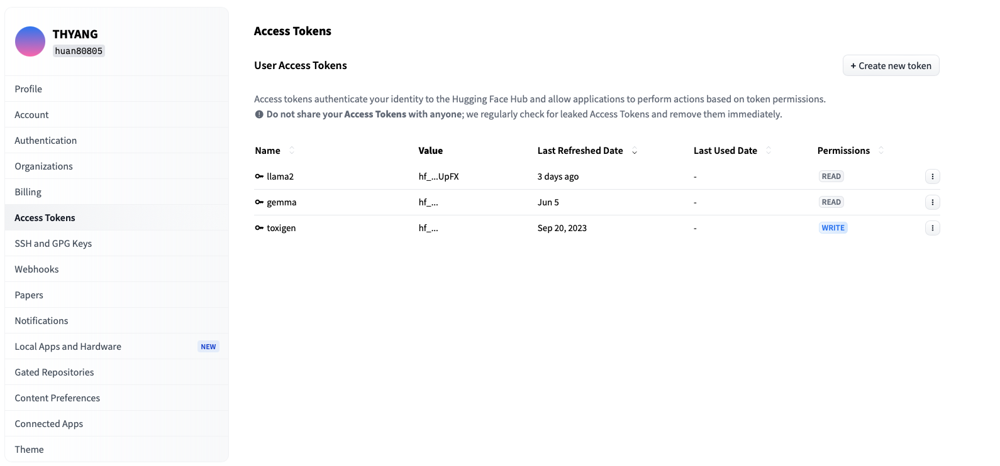 THYANG
huan80805
Profile
Account
Authentication
Organizations
Billing
Access Tokens
SSH and GPG Keys
Webhooks
Papers
Notifications
Local Apps and Hardware NEW
Gated Repositories
Content Preferences
Connected Apps
Theme
Access Tokens
User Access Tokens
+ Create new token
Access tokens authenticate your identity to the Hugging Face Hub and allow applications to perform actions based on token permissions.
Do not share your Access Tokens with anyone; we regularly check for leaked Access Tokens and remove them immediately.
Name Value Last Refreshed Date Last Used Date Permissions
llama2 hf_...UpFX 3 days ago - READ
gemma hf_... Jun 5 - READ
toxigen hf_... Sep 20, 2023 - WRITE